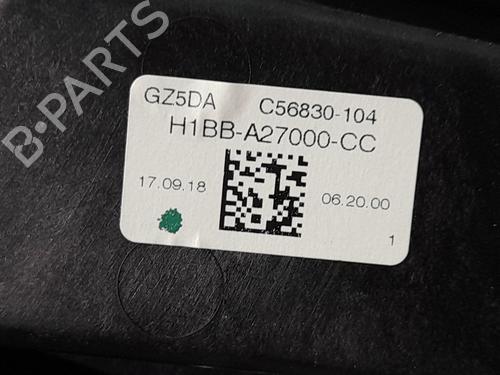 B-PARTS
GZ5DA C56830-104
H1BB-A27000-CC
17.09.18
06.20.00
1